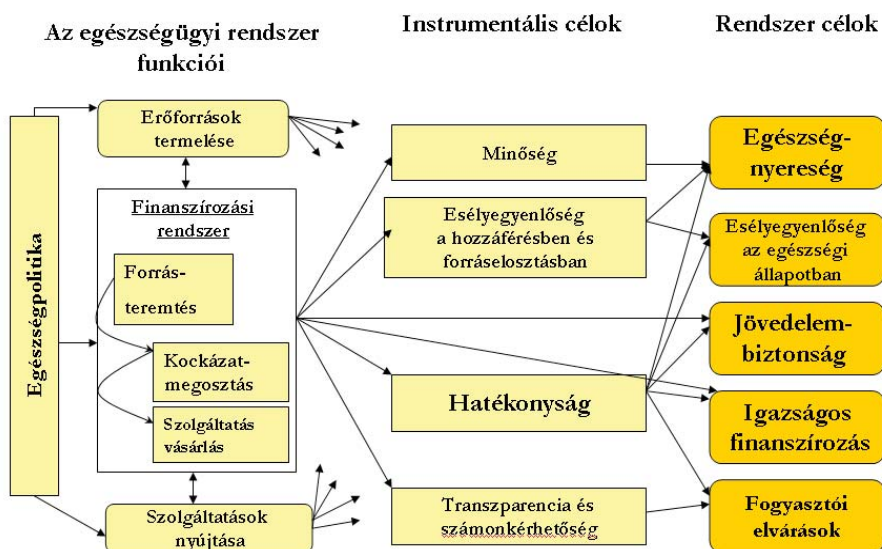 Az egészségügyi rendszer
funkciói
Instrumentális célok
Rendszer célok
Egészségpolitika
Erőforrások
termelése
Finanszírozási
rendszer
Forrás-
teremtés
Kockázat-
megosztás
Szolgáltatás
vásárlás
Szolgáltatások
nyújtása
Minőség
Esélyegyenlőség
a hozzáférésben és
forráselosztásban
Hatékonyság
Transzparencia és
számonkérhetőség
Egészség-
nyereség
Esélyegyenlőség
az egészségi
állapotban
Jövedelem-
biztonság
Igazságos
finanszírozás
Fogyasztói
elvárások